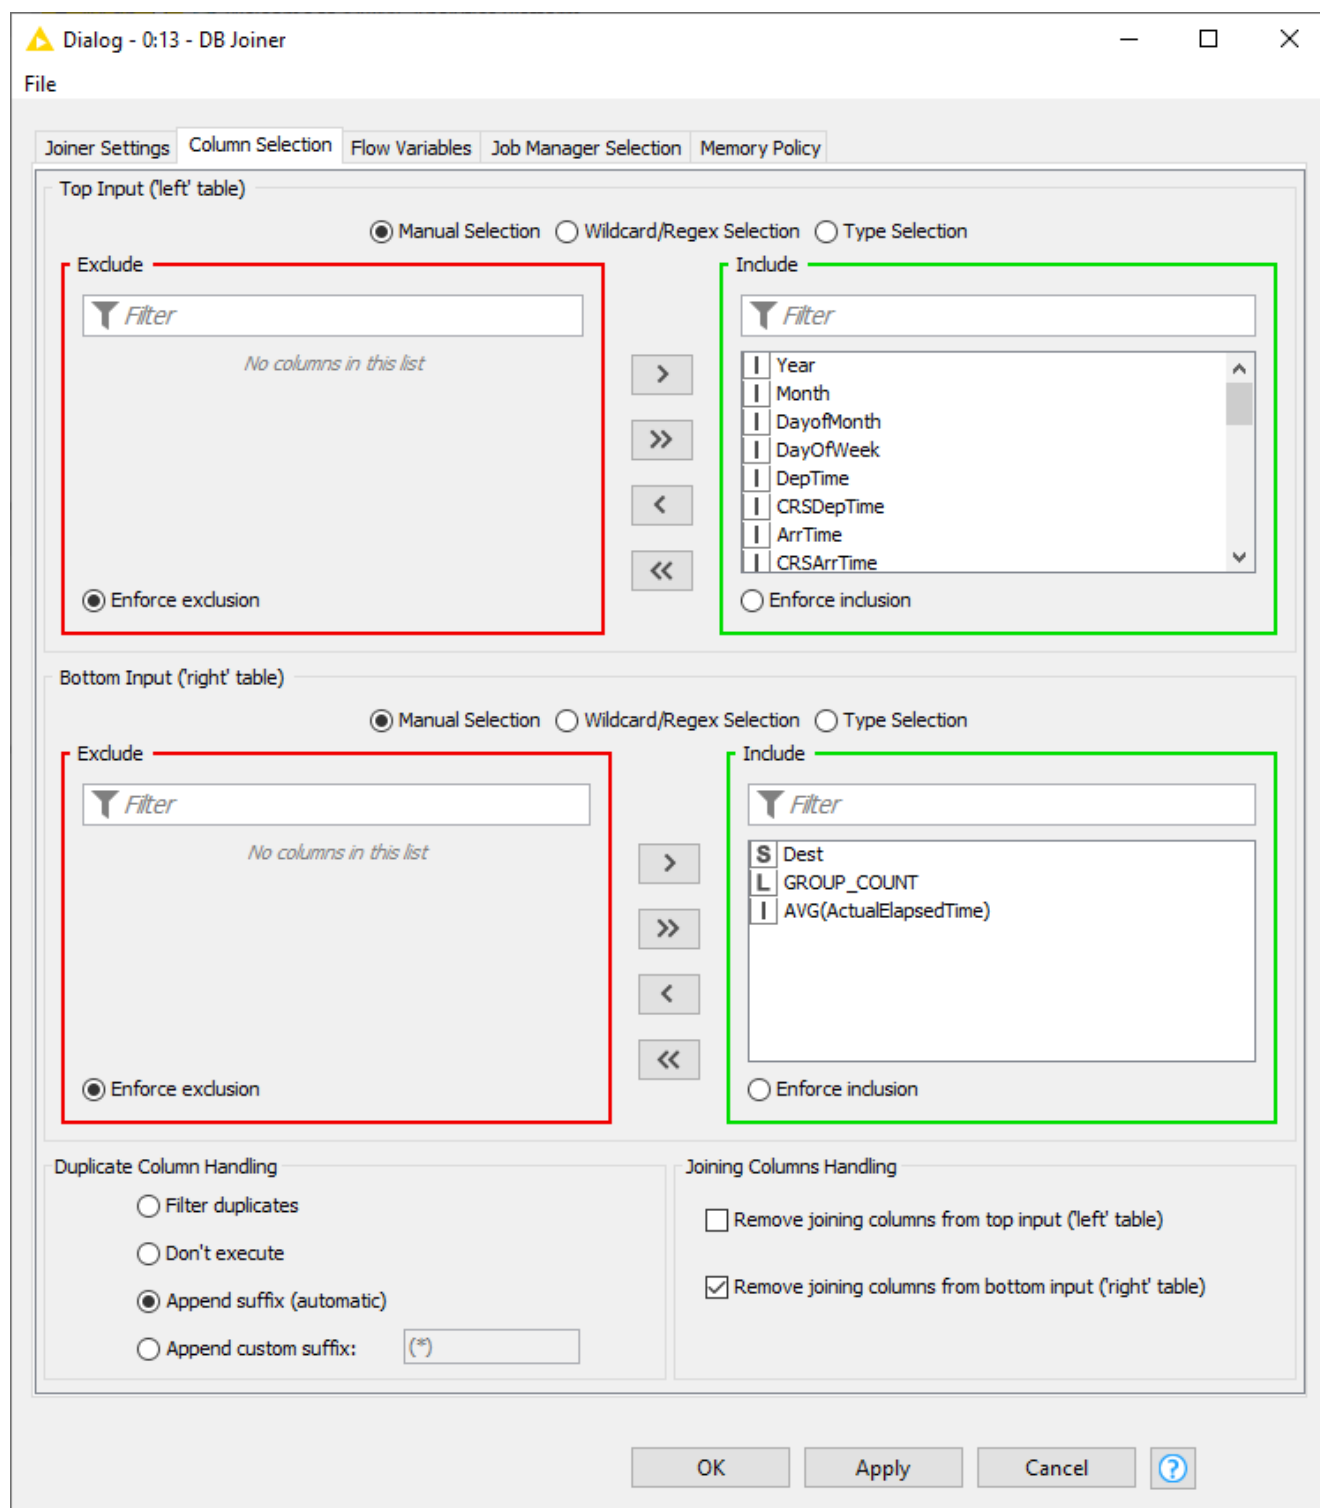 Dialog - 0:13 - DB Joiner
File
Joiner Settings Column Selection Flow Variables Job Manager Selection Memory Policy
Top Input ('left' table)
Manual Selection Wildcard/Regex Selection Type Selection
Exclude Include
Filter Filter
No columns in this list
I Year
I Month
I DayofMonth
I DayOfWeek
I DepTime
I CRSDepTime
I ArrTime
I CRSArrTime
> >> < <<
Enforce exclusion Enforce inclusion
Bottom Input ('right' table)
Manual Selection Wildcard/Regex Selection Type Selection
Exclude Include
Filter Filter
No columns in this list
S Dest
L GROUP_COUNT
I AVG(ActualElapsedTime)
> >> < <<
Enforce exclusion Enforce inclusion
Duplicate Column Handling
Filter duplicates
Don't execute
Append suffix (automatic)
Append custom suffix: (*)
Joining Columns Handling
Remove joining columns from top input ('left' table)
Remove joining columns from bottom input ('right' table)
OK Apply Cancel ?